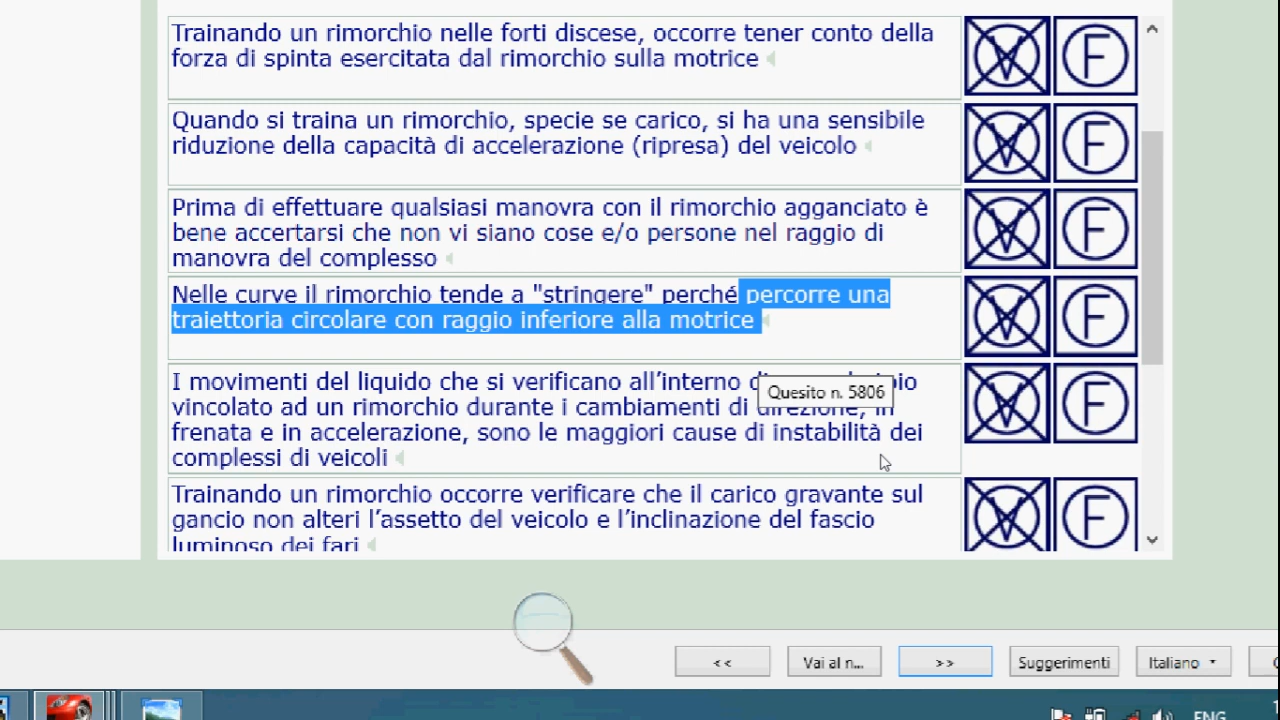 Trainando un rimorchio nelle forti discese, occorre tener conto della
forza di spinta esercitata dal rimorchio sulla motrice
V F
Quando si traina un rimorchio, specie se carico, si ha una sensibile
riduzione della capacità di accelerazione (ripresa) del veicolo
V F
Prima di effettuare qualsiasi manovra con il rimorchio agganciato è
bene accertarsi che non vi siano cose e/o persone nel raggio di
manovra del complesso
V F
Nelle curve il rimorchio tende a "stringere" perché percorre una
traiettoria circolare con raggio inferiore alla motrice
V F
I movimenti del liquido che si verificano all’interno
Quesito n. 5806
vincolato ad un rimorchio durante i cambiamenti di direzione, in
frenata e in accelerazione, sono le maggiori cause di instabilità dei
complessi di veicoli
V F
Trainando un rimorchio occorre verificare che il carico gravante sul
gancio non alteri l’assetto del veicolo e l’inclinazione del fascio
luminoso dei fari
V F
<< Vai al n... >> Suggerimenti Italiano
ENG